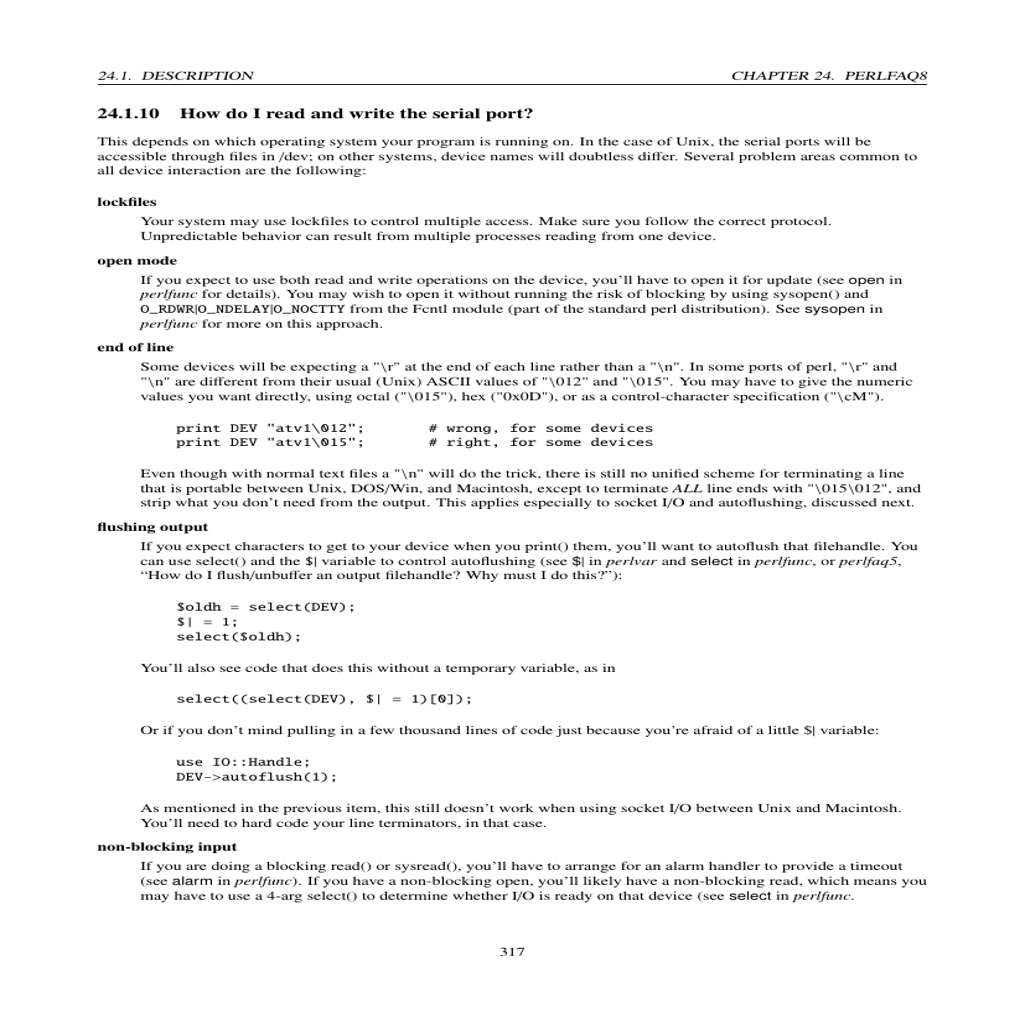 24.1. DESCRIPTION CHAPTER 24. PERLFAQ8
24.1.10 How do I read and write the serial port?
This depends on which operating system your program is running on. In the case of Unix, the serial ports will be
accessible through files in /dev; on other systems, device names will doubtless differ. Several problem areas common to
all device interaction are the following:
lockfiles
Your system may use lockfiles to control multiple access. Make sure you follow the correct protocol.
Unpredictable behavior can result from multiple processes reading from one device.
open mode
If you expect to use both read and write operations on the device, you'll have to open it for update (see open in
perlfunc for details). You may wish to open it without running the risk of blocking by using sysopen() and
O_RDWR|O_NDELAY|O_NOCTTY from the Fcntl module (part of the standard perl distribution). See sysopen in
perlfunc for more on this approach.
end of line
Some devices will be expecting a "\r" at the end of each line rather than a "\n". In some ports of perl, "\r" and
"\n" are different from their usual (Unix) ASCII values of "\012" and "\015". You may have to give the numeric
values you want directly, using octal ("\015"), hex ("0x0D"), or as a control-character specification ("\cM").
print DEV "atv1\012"; # wrong, for some devices
print DEV "atv1\015"; # right, for some devices
Even though with normal text files a "\n" will do the trick, there is still no unified scheme for terminating a line
that is portable between Unix, DOS/Win, and Macintosh, except to terminate ALL line ends with "\015\012", and
strip what you don't need from the output. This applies especially to socket I/O and autoflushing, discussed next.
flushing output
If you expect characters to get to your device when you print() them, you'll want to autoflush that filehandle. You
can use select() and the $| variable to control autoflushing (see $| in perlvar and select in perlfunc, or perlfaq5,
“How do I flush/unbuffer an output filehandle? Why must I do this?”):
$oldh = select(DEV);
$| = 1;
select($oldh);
You'll also see code that does this without a temporary variable, as in
select((select(DEV), $| = 1)[0]);
Or if you don't mind pulling in a few thousand lines of code just because you're afraid of a little $| variable:
use IO::Handle;
DEV->autoflush(1);
As mentioned in the previous item, this still doesn't work when using socket I/O between Unix and Macintosh.
You'll need to hard code your line terminators, in that case.
non-blocking input
If you are doing a blocking read() or sysread(), you'll have to arrange for an alarm handler to provide a timeout
(see alarm in perlfunc). If you have a non-blocking open, you'll likely have a non-blocking read, which means you
may have to use a 4-arg select() to determine whether I/O is ready on that device (see select in perlfunc.
317